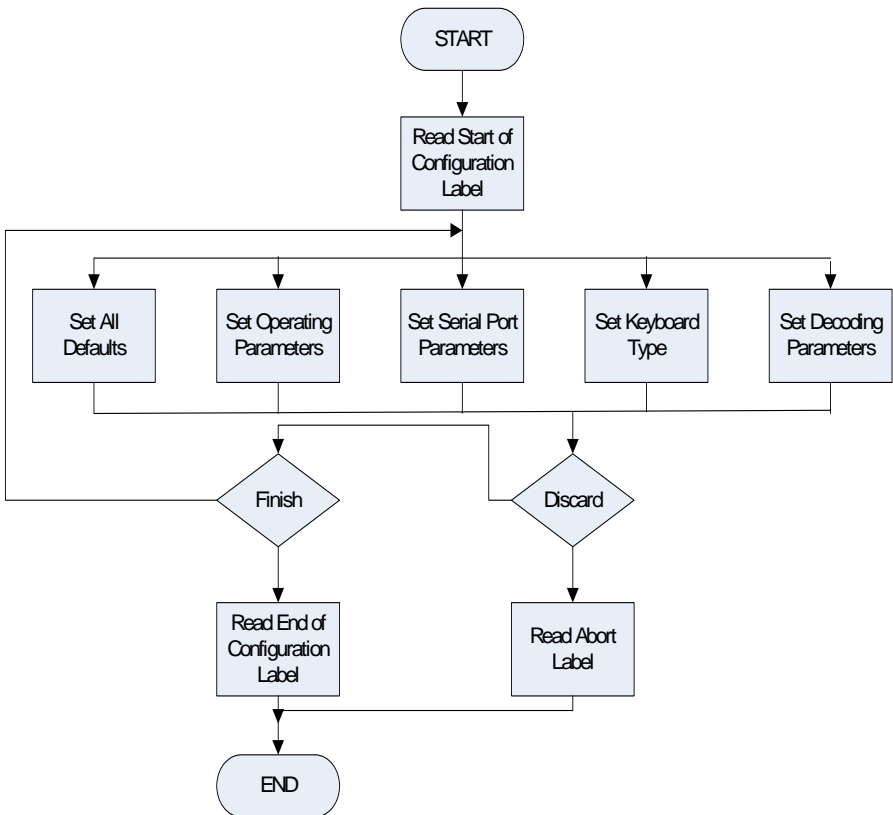 START
Read Start of
Configuration
Label
Set All
Defaults
Set Operating
Parameters
Set Serial Port
Parameters
Set Keyboard
Type
Set Decoding
Parameters
Finish
Discard
Read End of
Configuration
Label
Read Abort
Label
END